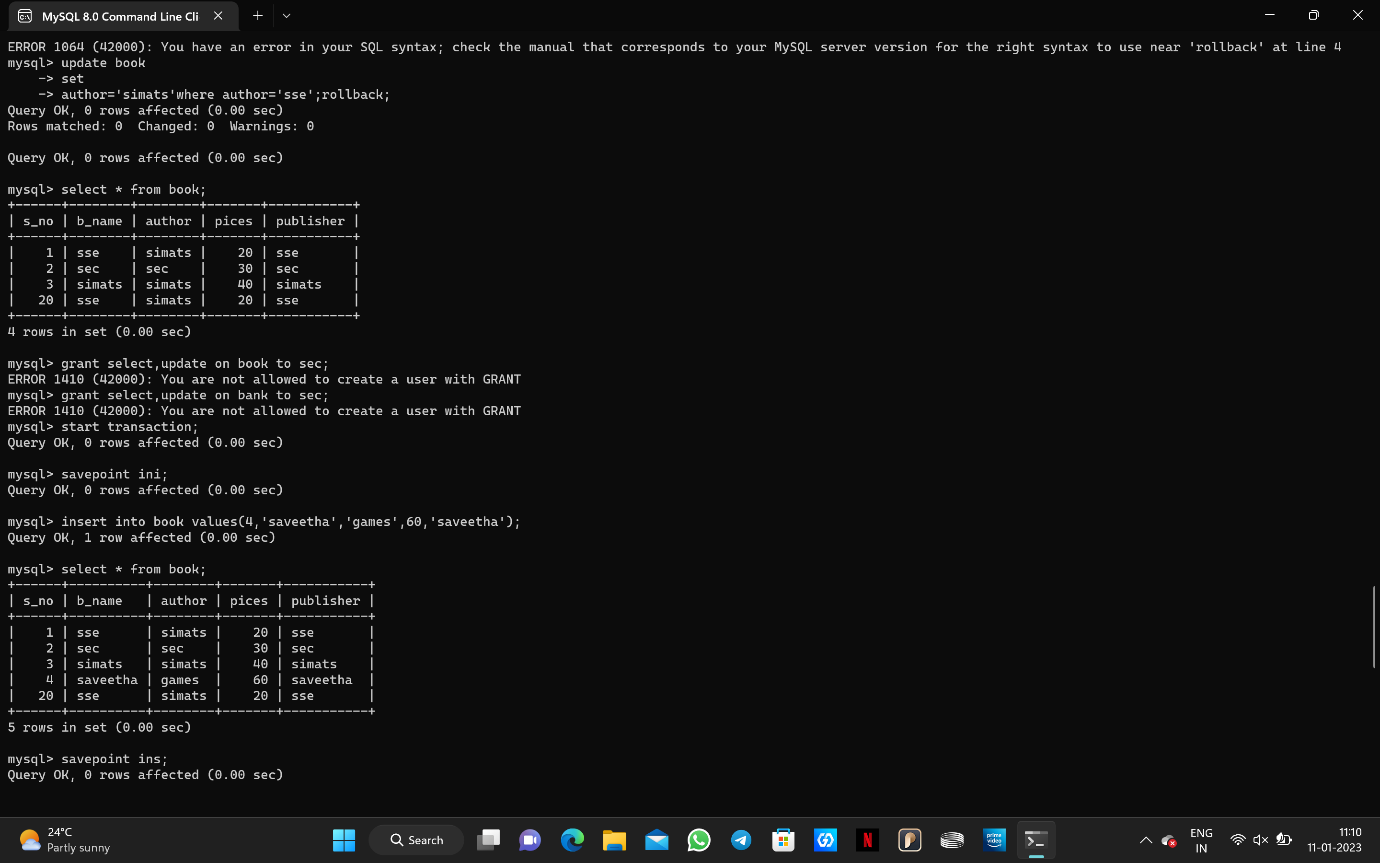 MySQL 8.0 Command Line Cli
ERROR 1064 (42000): You have an error in your SQL syntax; check the manual that corresponds to your MySQL server version for the right syntax to use near 'rollback' at line 4
mysql> update book
    -> set
    -> author='simats'where author='sse';rollback;
Query OK, 0 rows affected (0.00 sec)
Rows matched: 0  Changed: 0  Warnings: 0
Query OK, 0 rows affected (0.00 sec)
mysql> select * from book;
+------+--------+--------+-------+-----------+
| s_no | b_name | author | pices | publisher |
+------+--------+--------+-------+-----------+
|    1 | sse    | simats |    20 | sse       |
|    2 | sec    | sec    |    30 | sec       |
|    3 | simats | simats |    40 | simats    |
|   20 | sse    | simats |    20 | sse       |
+------+--------+--------+-------+-----------+
4 rows in set (0.00 sec)
mysql> grant select,update on book to sec;
ERROR 1410 (42000): You are not allowed to create a user with GRANT
mysql> grant select,update on bank to sec;
ERROR 1410 (42000): You are not allowed to create a user with GRANT
mysql> start transaction;
Query OK, 0 rows affected (0.00 sec)
mysql> savepoint ini;
Query OK, 0 rows affected (0.00 sec)
mysql> insert into book values(4,'saveetha','games',60,'saveetha');
Query OK, 1 row affected (0.00 sec)
mysql> select * from book;
+------+----------+--------+-------+-----------+
| s_no | b_name   | author | pices | publisher |
+------+----------+--------+-------+-----------+
|    1 | sse      | simats |    20 | sse       |
|    2 | sec      | sec    |    30 | sec       |
|    3 | simats   | simats |    40 | simats    |
|    4 | saveetha | games  |    60 | saveetha  |
|   20 | sse      | simats |    20 | sse       |
+------+----------+--------+-------+-----------+
5 rows in set (0.00 sec)
mysql> savepoint ins;
Query OK, 0 rows affected (0.00 sec)
24°C
Partly sunny
Search
prime video
ENG
IN
11:10
11-01-2023